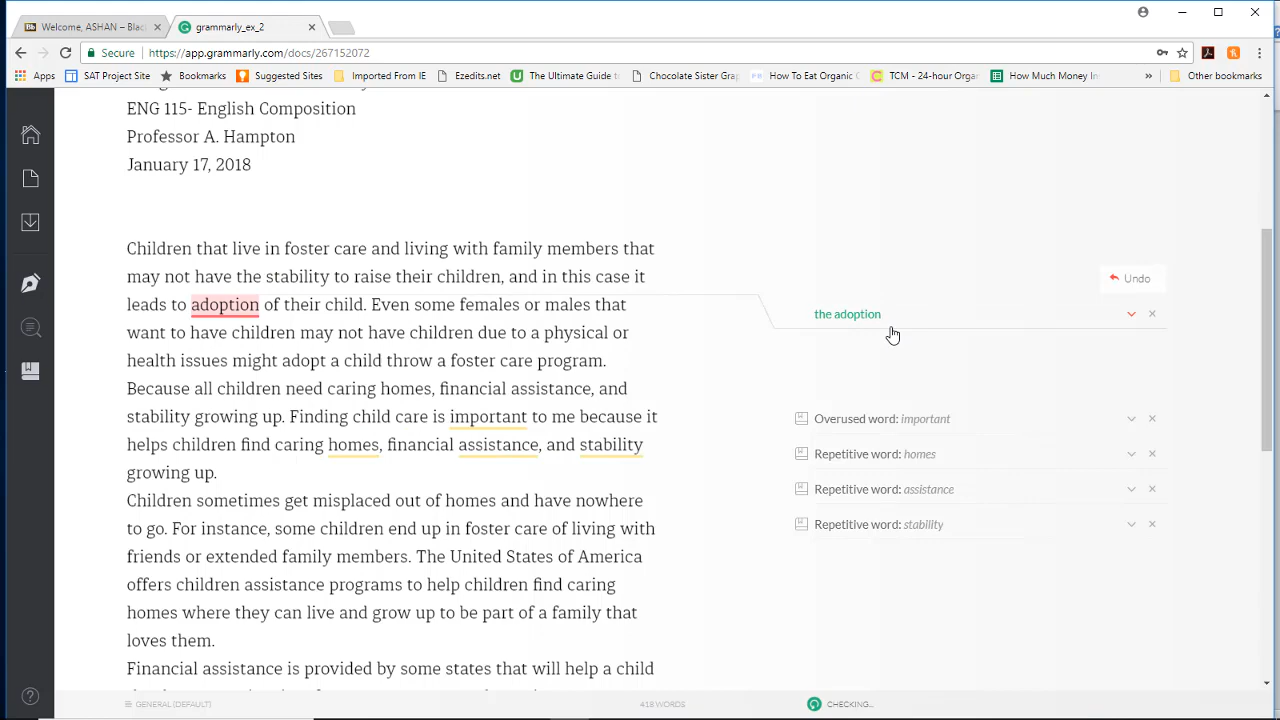 Welcome, ASHAN – Blac
grammarly_ex_2
Secure
https://app.grammarly.com/docs/267152072
Apps
SAT Project Site
Bookmarks
Suggested Sites
Imported From IE
Ezedits.net
The Ultimate Guide t
Chocolate Sister Gra
How To Eat Organic
TCM - 24-hour Orga
How Much Money I
Other bookmarks
ENG 115- English Composition
Professor A. Hampton
January 17, 2018
Children that live in foster care and living with family members that
may not have the stability to raise their children, and in this case it
leads to adoption of their child. Even some females or males that
want to have children may not have children due to a physical or
health issues might adopt a child throw a foster care program.
Because all children need caring homes, financial assistance, and
stability growing up. Finding child care is important to me because it
helps children find caring homes, financial assistance, and stability
growing up.
Children sometimes get misplaced out of homes and have nowhere
to go. For instance, some children end up in foster care of living with
friends or extended family members. The United States of America
offers children assistance programs to help children find caring
homes where they can live and grow up to be part of a family that
loves them.
Financial assistance is provided by some states that will help a child
Undo
the adoption
Overused word: important
Repetitive word: homes
Repetitive word: assistance
Repetitive word: stability
GENERAL (DEFAULT)
418 WORDS
CHECKING...